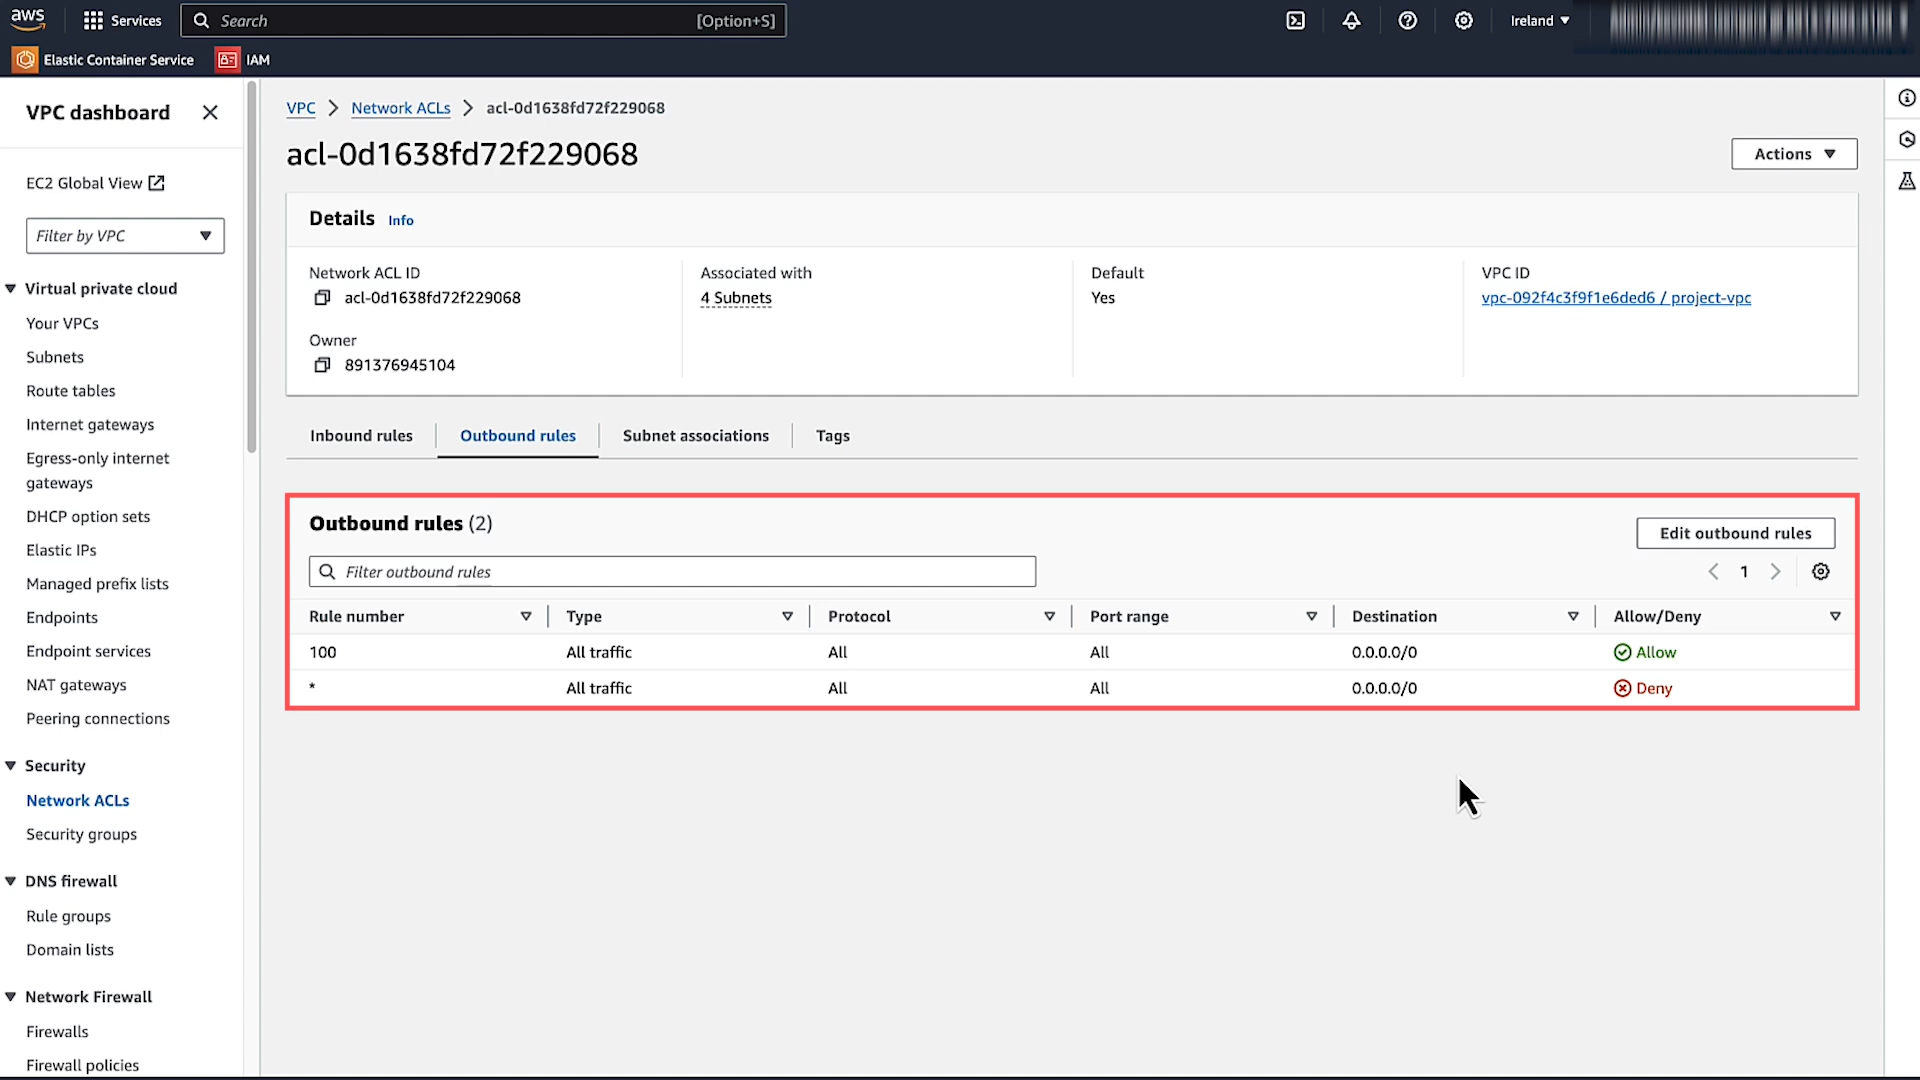 aws
Services
Search
[Option+S]
Ireland
Elastic Container Service
IAM
VPC dashboard
EC2 Global View
Filter by VPC
Virtual private cloud
Your VPCs
Subnets
Route tables
Internet gateways
Egress-only internet
gateways
DHCP option sets
Elastic IPs
Managed prefix lists
Endpoints
Endpoint services
NAT gateways
Peering connections
Security
Network ACLs
Security groups
DNS firewall
Rule groups
Domain lists
Network Firewall
Firewalls
Firewall policies
VPC > Network ACLs > acl-0d1638fd72f229068
acl-0d1638fd72f229068
Actions
Details Info
Network ACL ID
acl-0d1638fd72f229068
Owner
891376945104
Associated with
4 Subnets
Default
Yes
VPC ID
vpc-092f4c3f9f1e6ded6 / project-vpc
Inbound rules
Outbound rules
Subnet associations
Tags
Outbound rules (2)
Edit outbound rules
Filter outbound rules
1
Rule number Type Protocol Port range Destination Allow/Deny
100 All traffic All All 0.0.0.0/0 Allow
* All traffic All All 0.0.0.0/0 Deny